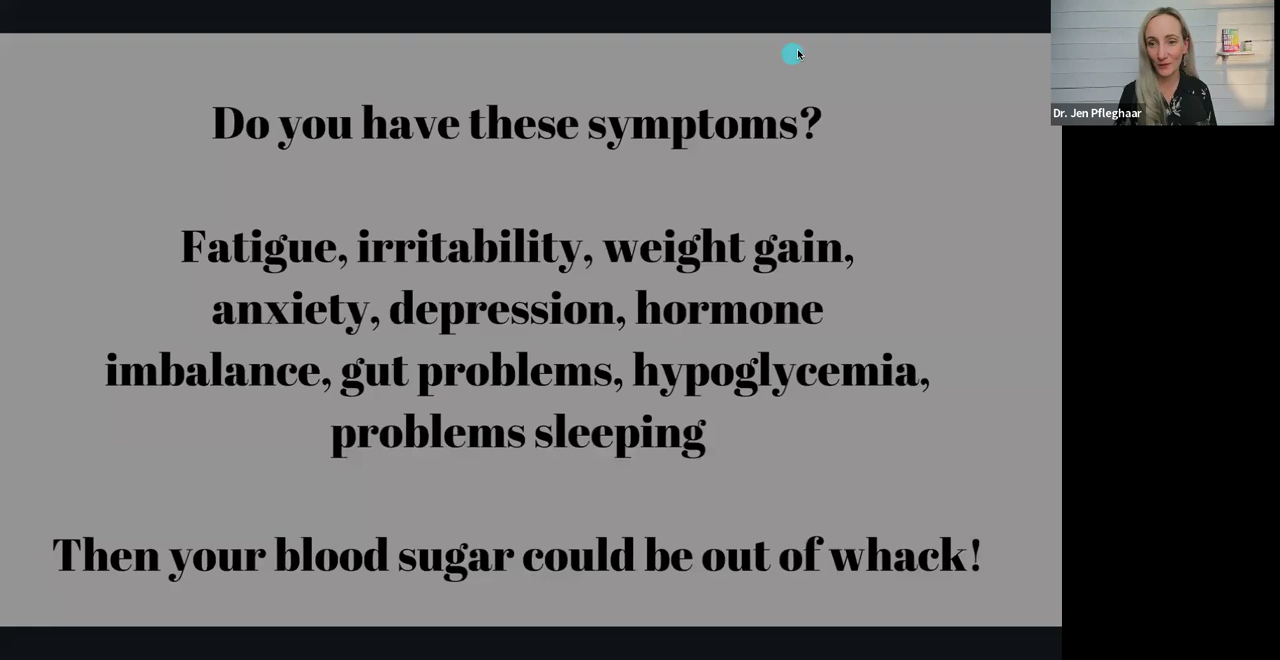 Do you have these symptoms?
Fatigue, irritability, weight gain,
anxiety, depression, hormone
imbalance, gut problems, hypoglycemia,
problems sleeping
Then your blood sugar could be out of whack!
Dr. Jen Pfleghaar